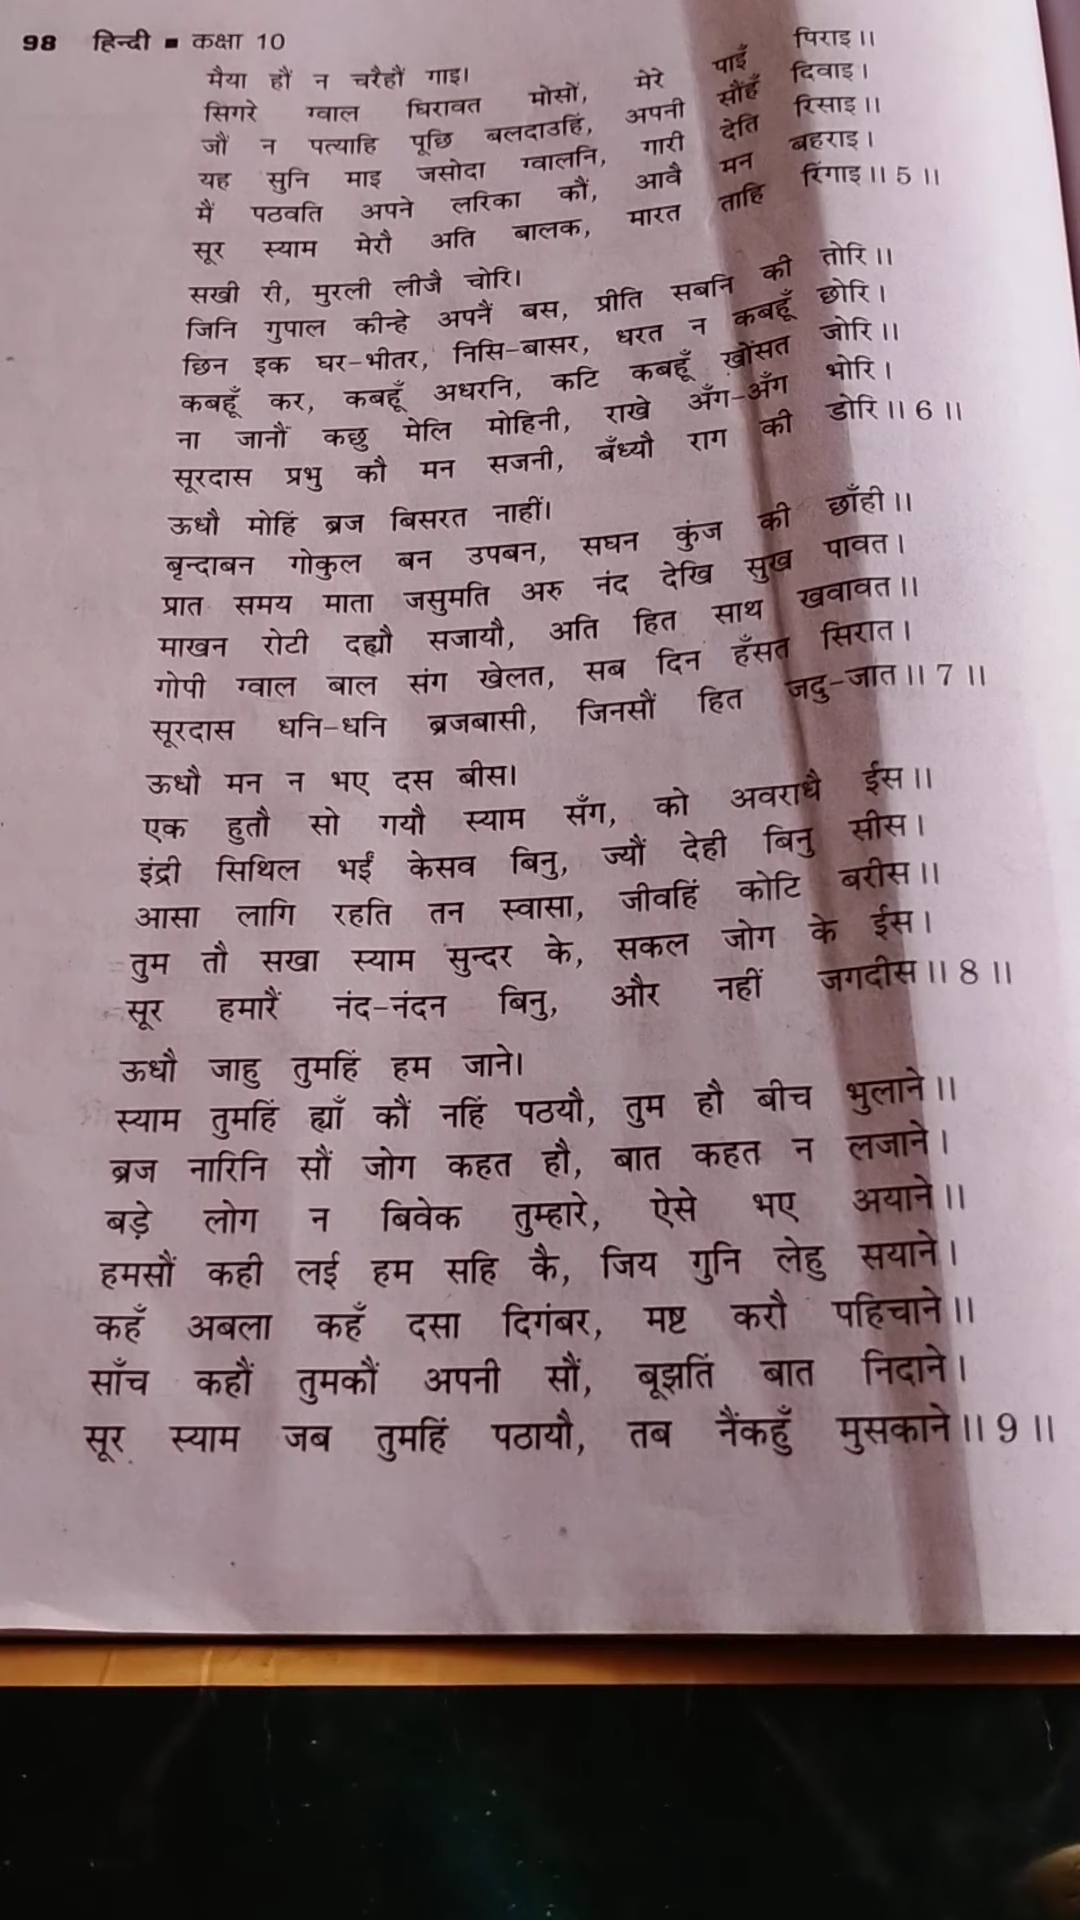 98 हिन्दी ■ कक्षा 10
मैया हौं न चरैहौं गाइ।
सिगरे ग्वाल घिरावत मोसों, मेरे पाइँ पिराइ॥
जौं न पत्याहि पूछि बलदाउहिं, अपनी सौंहँ दिवाइ।
यह सुनि माइ जसोदा ग्वालनि, गारी देति रिसाइ॥
मैं पठवति अपने लरिका कौं, आवै मन बहराइ।
सूर स्याम मेरौ अति बालक, मारत ताहि रिंगाइ॥ 5 ॥
सखी री, मुरली लीजै चोरि।
जिनि गुपाल कीन्हे अपनैं बस, प्रीति सबनि की तोरि॥
छिन इक घर-भीतर, निसि-बासर, धरत न कबहूँ छोरि।
कबहूँ कर, कबहूँ अधरनि, कटि कबहूँ खोंसत जोरि॥
ना जानौं कछु मेलि मोहिनी, राखे अँग-अँग भोरि।
सूरदास प्रभु कौ मन सजनी, बँध्यौ राग की डोरि॥ 6 ॥
ऊधौ मोहिं ब्रज बिसरत नाहीं।
बृन्दाबन गोकुल बन उपबन, सघन कुंज की छाँही॥
प्रात समय माता जसुमति अरु नंद देखि सुख पावत।
माखन रोटी दह्यौ सजायौ, अति हित साथ खवावत॥
गोपी ग्वाल बाल संग खेलत, सब दिन हँसत सिरात।
सूरदास धनि-धनि ब्रजबासी, जिनसौं हित जदु-जात॥ 7 ॥
ऊधौ मन न भए दस बीस।
एक हुतौ सो गयौ स्याम सँग, को अवराधै ईस॥
इंद्री सिथिल भईं केसव बिनु, ज्यौं देही बिनु सीस।
आसा लागि रहति तन स्वासा, जीवहिं कोटि बरीस॥
तुम तौ सखा स्याम सुन्दर के, सकल जोग के ईस।
सूर हमारैं नंद-नंदन बिनु, और नहीं जगदीस॥ 8 ॥
ऊधौ जाहु तुमहिं हम जाने।
स्याम तुमहिं ह्याँ कौं नहिं पठयौ, तुम हौ बीच भुलाने॥
ब्रज नारिनि सौं जोग कहत हौ, बात कहत न लजाने।
बड़े लोग न बिवेक तुम्हारे, ऐसे भए अयाने॥
हमसौं कही लई हम सहि कै, जिय गुनि लेहु सयाने।
कहँ अबला कहँ दसा दिगंबर, मष्ट करौ पहिचाने॥
साँच कहौं तुमकौं अपनी सौं, बूझतिं बात निदाने।
सूर स्याम जब तुमहिं पठायौ, तब नैंकहुँ मुसकाने॥ 9 ॥